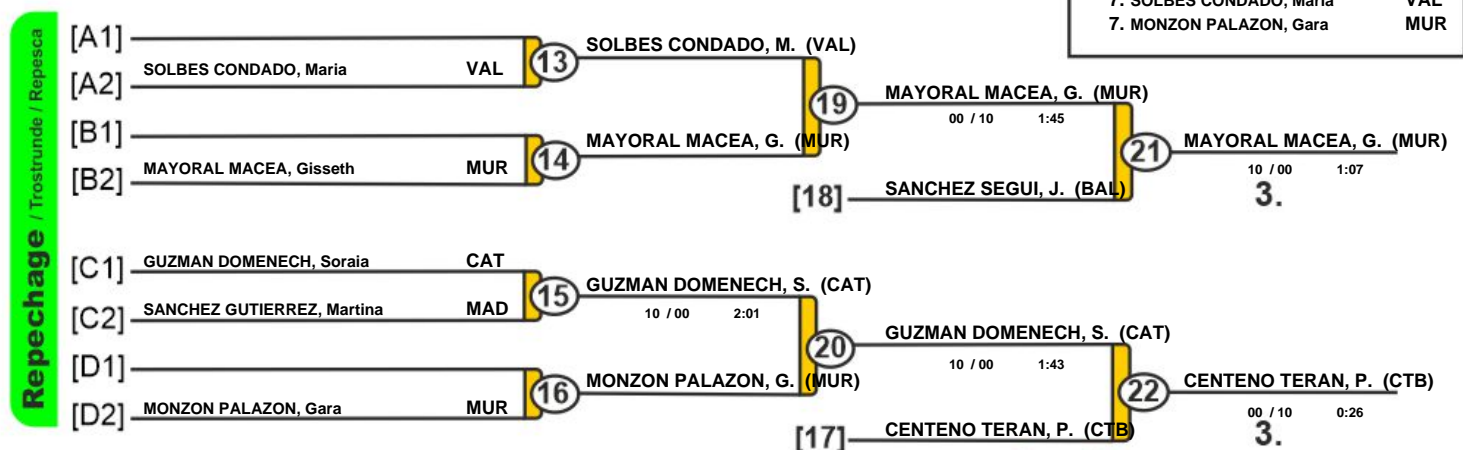 7. SOLBES CONDADO, Maria VAL
7. MONZON PALAZON, Gara MUR
Repechage / Trostrunde / Repesca
[A1]
[A2] SOLBES CONDADO, Maria VAL
13
SOLBES CONDADO, M. (VAL)
[B1]
[B2] MAYORAL MACEA, Gisseth MUR
14
MAYORAL MACEA, G. (MUR)
19
MAYORAL MACEA, G. (MUR)
00 / 10 1:45
[18] SANCHEZ SEGUI, J. (BAL)
21
MAYORAL MACEA, G. (MUR)
10 / 00 1:07
3.
[C1] GUZMAN DOMENECH, Soraia CAT
[C2] SANCHEZ GUTIERREZ, Martina MAD
15
GUZMAN DOMENECH, S. (CAT)
10 / 00 2:01
[D1]
[D2] MONZON PALAZON, Gara MUR
16
MONZON PALAZON, G. (MUR)
20
GUZMAN DOMENECH, S. (CAT)
10 / 00 1:43
[17] CENTENO TERAN, P. (CTB)
22
CENTENO TERAN, P. (CTB)
00 / 10 0:26
3.